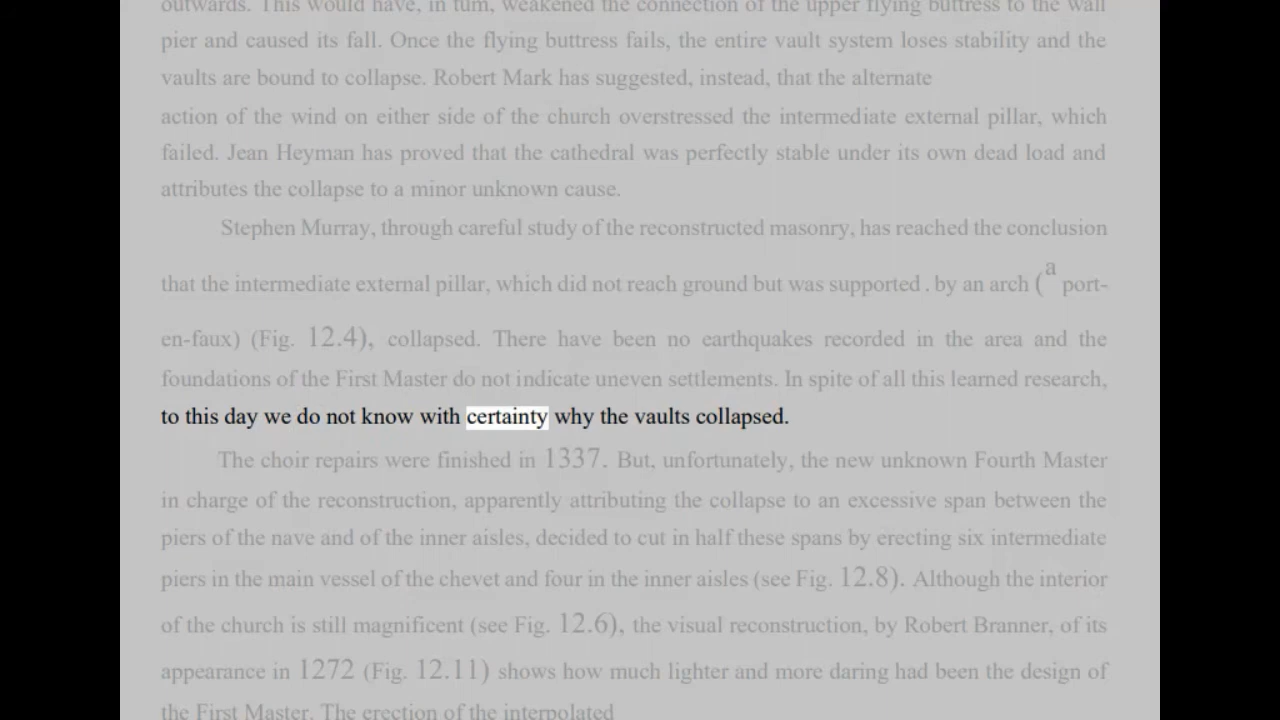 outwards. This would have, in tum, weakened the connection of the upper flying buttress to the wall
pier and caused its fall. Once the flying buttress fails, the entire vault system loses stability and the
vaults are bound to collapse. Robert Mark has suggested, instead, that the alternate
action of the wind on either side of the church overstressed the intermediate external pillar, which
failed. Jean Heyman has proved that the cathedral was perfectly stable under its own dead load and
attributes the collapse to a minor unknown cause.
Stephen Murray, through careful study of the reconstructed masonry, has reached the conclusion
that the intermediate external pillar, which did not reach ground but was supported . by an arch (a port-
en-faux) (Fig. 12.4), collapsed. There have been no earthquakes recorded in the area and the
foundations of the First Master do not indicate uneven settlements. In spite of all this learned research,
to this day we do not know with certainty why the vaults collapsed.
The choir repairs were finished in 1337. But, unfortunately, the new unknown Fourth Master
in charge of the reconstruction, apparently attributing the collapse to an excessive span between the
piers of the nave and of the inner aisles, decided to cut in half these spans by erecting six intermediate
piers in the main vessel of the chevet and four in the inner aisles (see Fig. 12.8). Although the interior
of the church is still magnificent (see Fig. 12.6), the visual reconstruction, by Robert Branner, of its
appearance in 1272 (Fig. 12.11) shows how much lighter and more daring had been the design of
the First Master. The erection of the interpolated